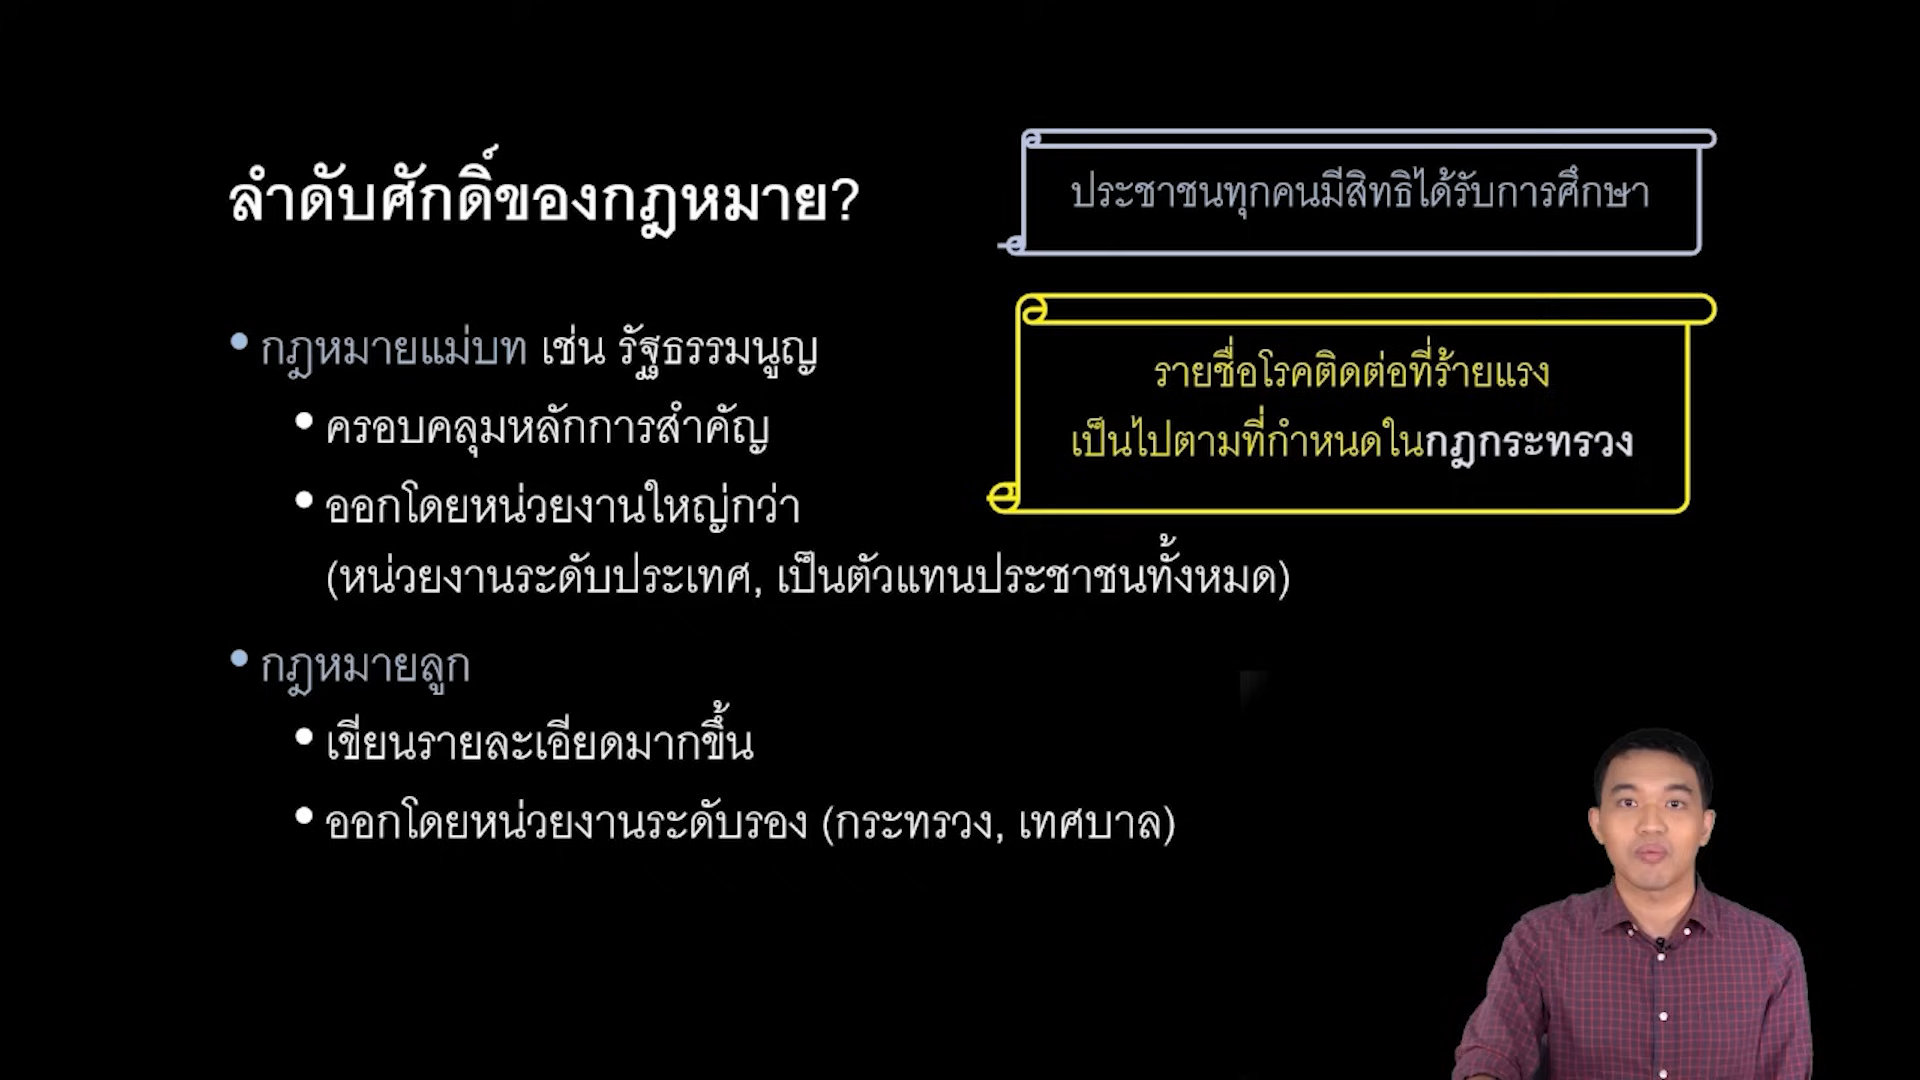 ลำดับศักดิ์ของกฎหมาย?
ประชาชนทุกคนมีสิทธิได้รับการศึกษา
รายชื่อโรคติดต่อที่ร้ายแรง
เป็นไปตามที่กำหนดในกฎกระทรวง
• กฎหมายแม่บท เช่น รัฐธรรมนูญ
• ครอบคลุมหลักการสำคัญ
• ออกโดยหน่วยงานใหญ่กว่า
(หน่วยงานระดับประเทศ, เป็นตัวแทนประชาชนทั้งหมด)
• กฎหมายลูก
• เขียนรายละเอียดมากขึ้น
• ออกโดยหน่วยงานระดับรอง (กระทรวง, เทศบาล)